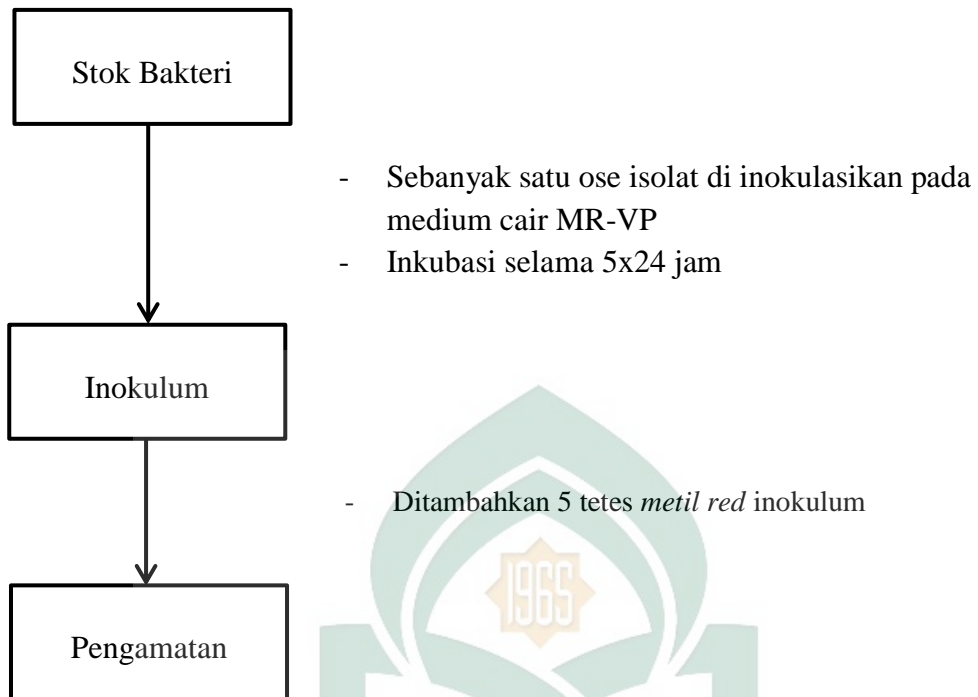 Stok Bakteri
- Sebanyak satu ose isolat di inokulasikan pada
medium cair MR-VP
- Inkubasi selama 5x24 jam
Inokulum
- Ditambahkan 5 tetes metil red inokulum
1965
Pengamatan